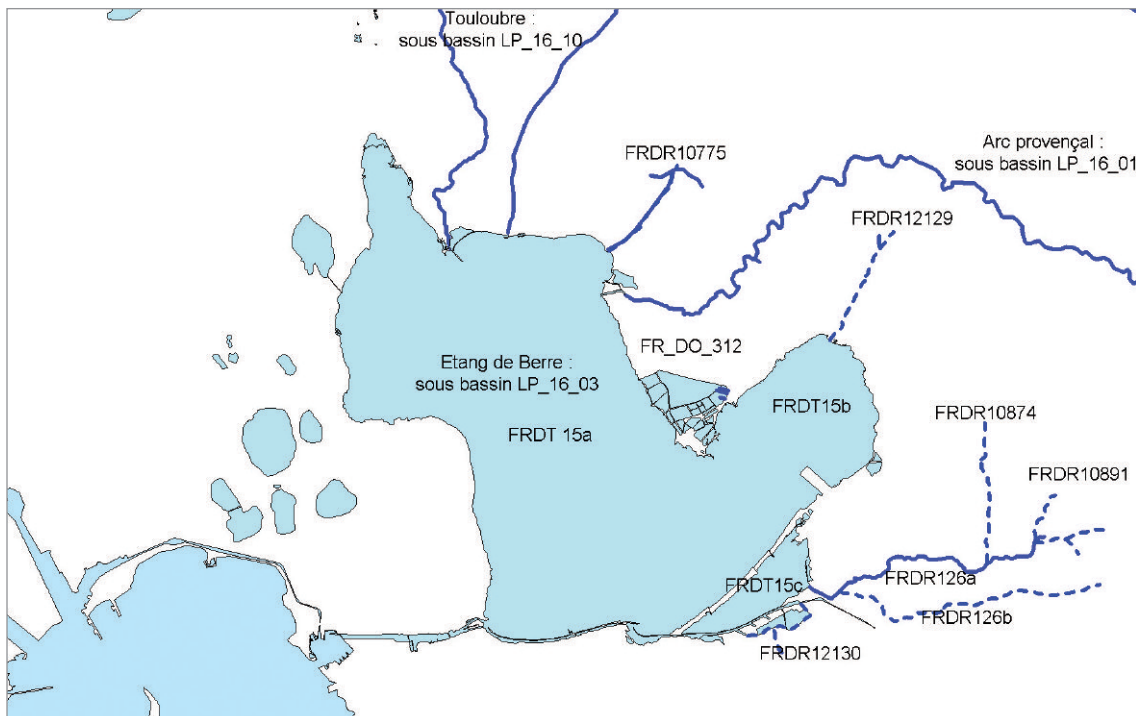 Touloubre :
sous bassin LP_16_10
FRDR10775
Arc provençal :
sous bassin LP_16_01
FRDR12129
FR_DO_312
Etang de Berre :
sous bassin LP_16_03
FRDT15b
FRDT 15a
FRDR10874
FRDR10891
FRDT15c
FRDR126a
FRDR126b
FRDR12130